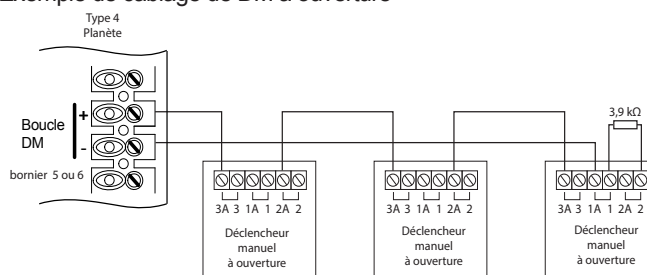 Exemple de câblage de DM à ouverture
Type 4
Planète
Boucle
DM
+
-
bornier 5 ou 6
3,9 kΩ
3A 3 1A 1 2A 2
3A 3 1A 1 2A 2
3A 3 1A 1 2A 2
Déclencheur
manuel
à ouverture
Déclencheur
manuel
à ouverture
Déclencheur
manuel
à ouverture